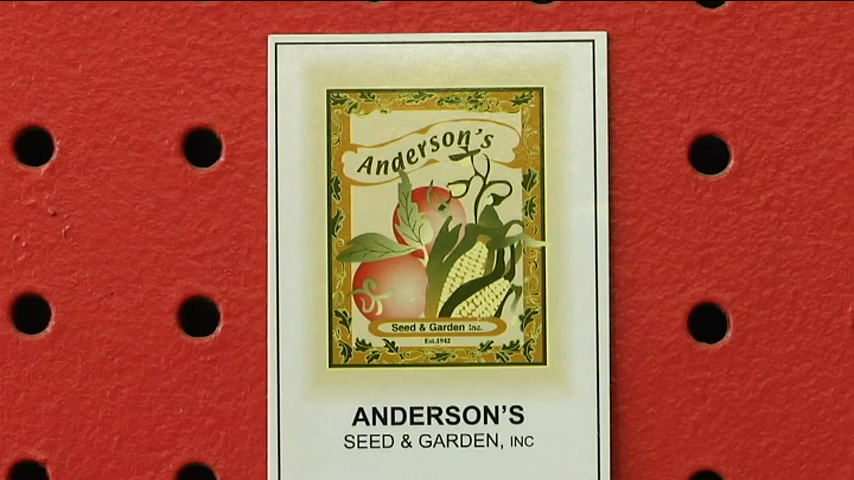 Anderson's
Seed & Garden Inc.
Est.1942
ANDERSON'S
SEED & GARDEN, INC